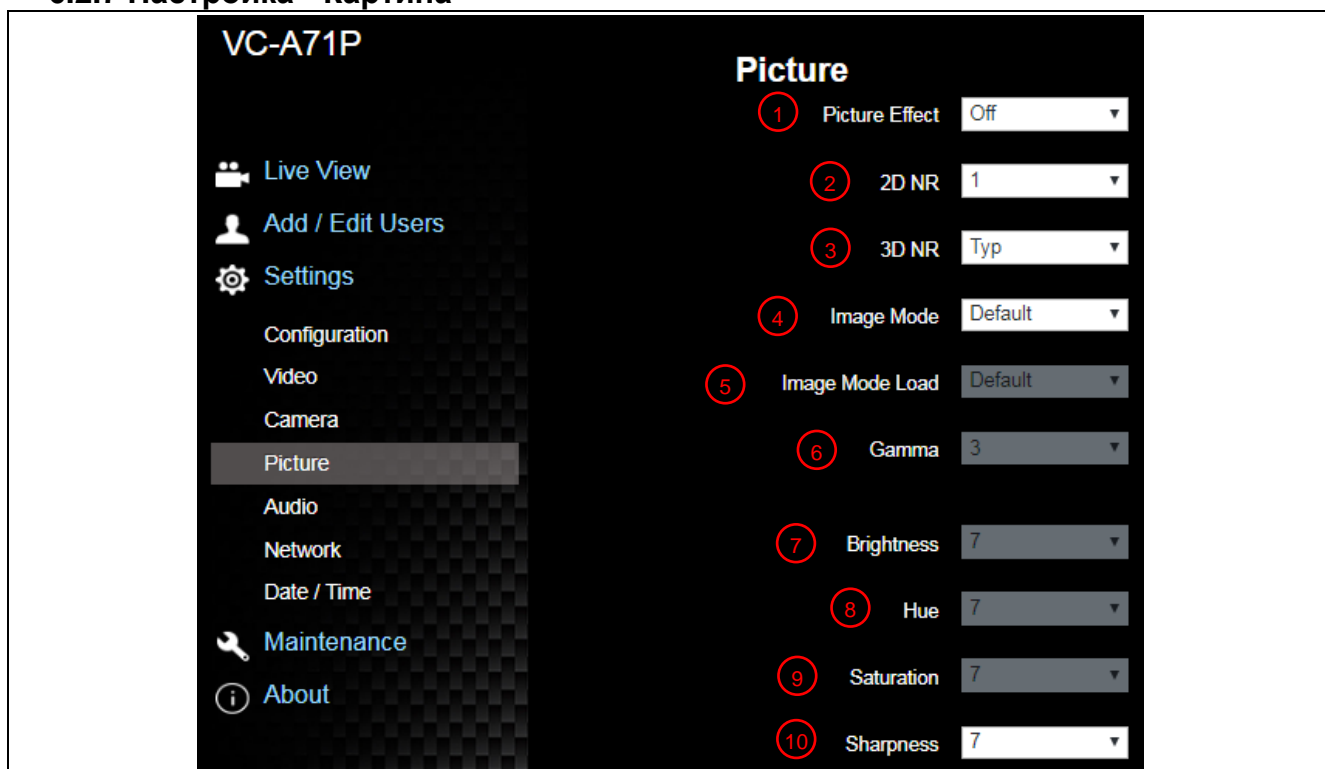 VC-A71P
Picture
1 Picture Effect Off
2 2D NR 1
3 3D NR Typ
4 Image Mode Default
5 Image Mode Load Default
6 Gamma 3
7 Brightness 7
8 Hue 7
9 Saturation 7
10 Sharpness 7
Live View
Add / Edit Users
Settings
Configuration
Video
Camera
Picture
Audio
Network
Date / Time
Maintenance
About